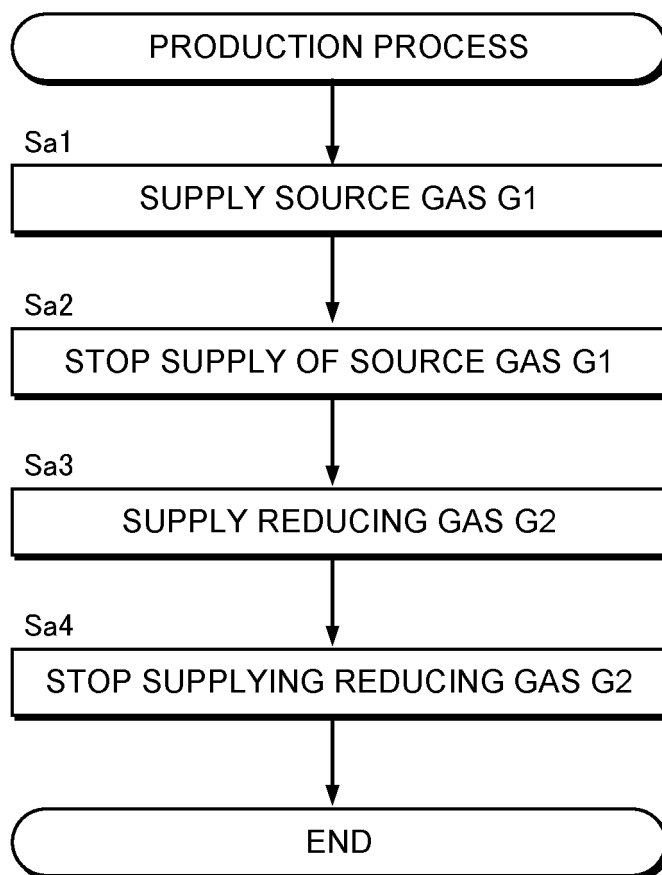 PRODUCTION PROCESS
Sa1
SUPPLY SOURCE GAS G1
Sa2
STOP SUPPLY OF SOURCE GAS G1
Sa3
SUPPLY REDUCING GAS G2
Sa4
STOP SUPPLYING REDUCING GAS G2
END